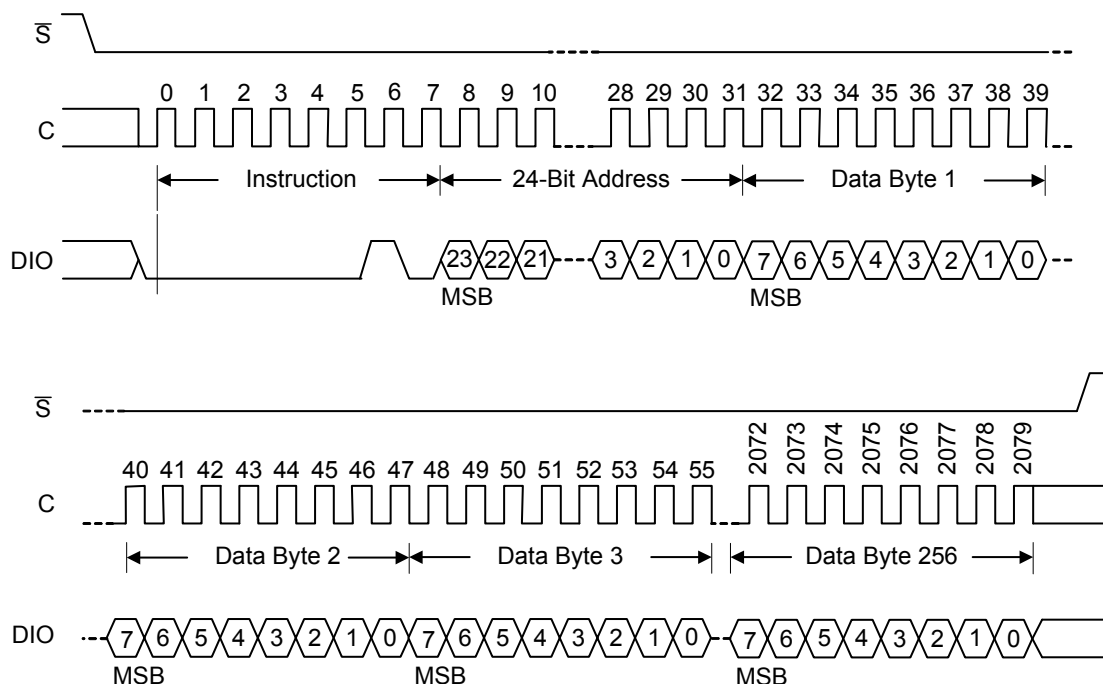 S̅
0 1 2 3 4 5 6 7 8 9 10 28 29 30 31 32 33 34 35 36 37 38 39
C
Instruction 24-Bit Address Data Byte 1
DIO 23 22 21 3 2 1 0 7 6 5 4 3 2 1 0
MSB MSB
S̅
40 41 42 43 44 45 46 47 48 49 50 51 52 53 54 55 2072 2073 2074 2075 2076 2077 2078 2079
C
Data Byte 2 Data Byte 3 Data Byte 256
DIO 7 6 5 4 3 2 1 0 7 6 5 4 3 2 1 0 7 6 5 4 3 2 1 0
MSB MSB MSB